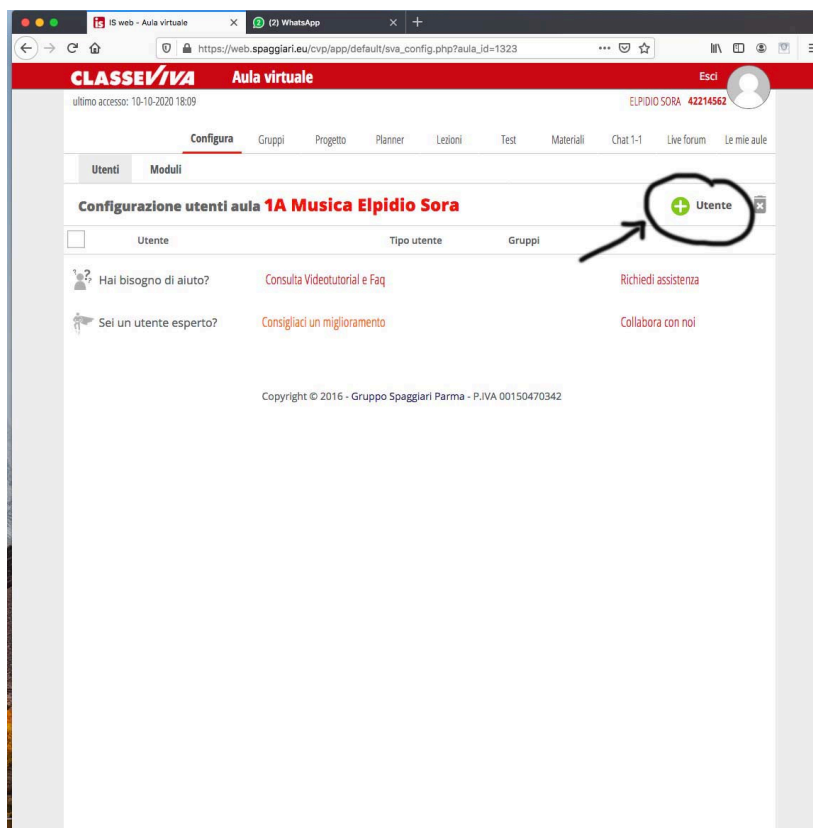 IS web - Aula virtuale
(2) WhatsApp
https://web.spaggiari.eu/cvp/app/default/sva_config.php?aula_id=1323
CLASSEVIVA Aula virtuale Esci
ultimo accesso: 10-10-2020 18:09 ELPIDIO SORA 42214562
Configura Gruppi Progetto Planner Lezioni Test Materiali Chat 1-1 Live forum Le mie aule
Utenti Moduli
Configurazione utenti aula 1A Musica Elpidio Sora Utente
Utente Tipo utente Gruppi
Hai bisogno di aiuto? Consulta Videotutorial e Faq Richiedi assistenza
Sei un utente esperto? Consigliaci un miglioramento Collabora con noi
Copyright © 2016 - Gruppo Spaggiari Parma - P.IVA 00150470342